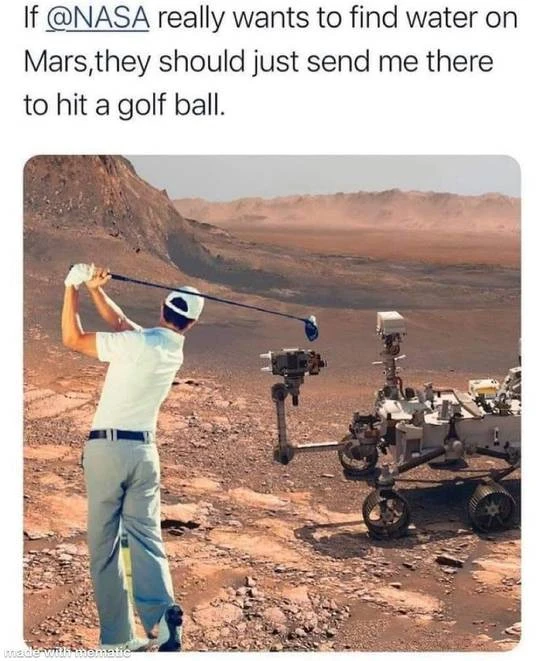 If @NASA really wants to find water on
Mars,they should just send me there
to hit a golf ball.
made with mematic